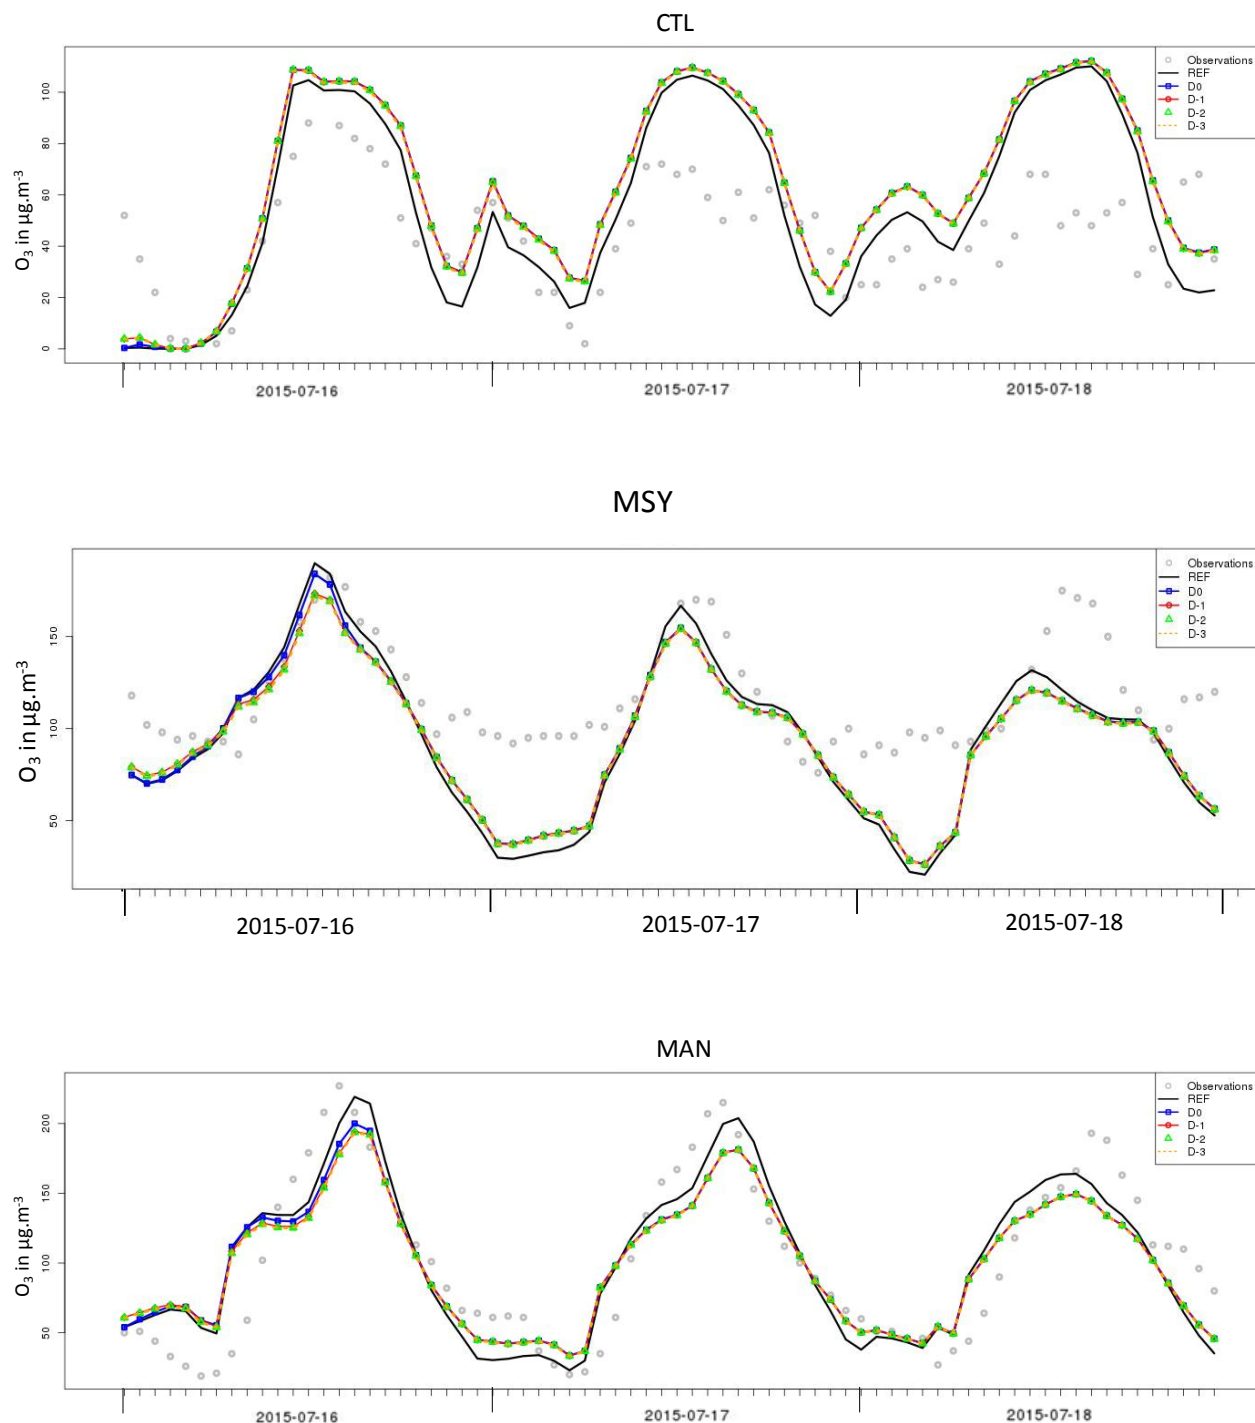 CTL
O3 in µg.m-3
100
80
60
40
20
0
Observations
REF
D0
D-1
D-2
D-3
2015-07-16
2015-07-17
2015-07-18
MSY
O3 in µg.m-3
150
100
50
Observations
REF
D0
D-1
D-2
D-3
2015-07-16
2015-07-17
2015-07-18
MAN
O3 in µg.m-3
200
150
100
50
Observations
REF
D0
D-1
D-2
D-3
2015-07-16
2015-07-17
2015-07-18